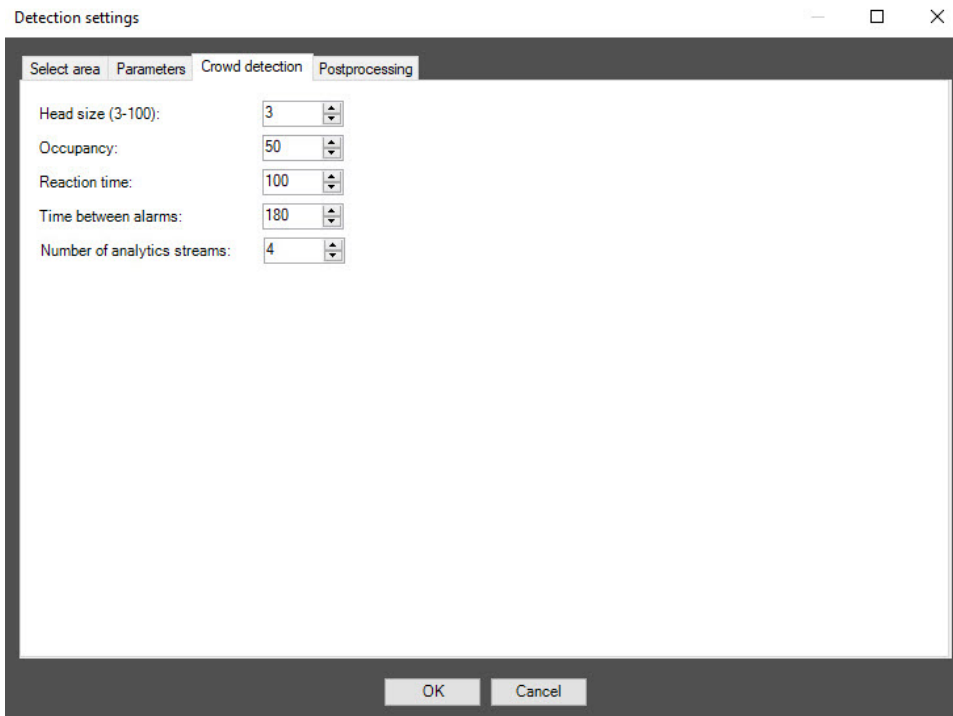 Detection settings
Select area Parameters Crowd detection Postprocessing
Head size (3-100): 3
Occupancy: 50
Reaction time: 100
Time between alarms: 180
Number of analytics streams: 4
OK Cancel